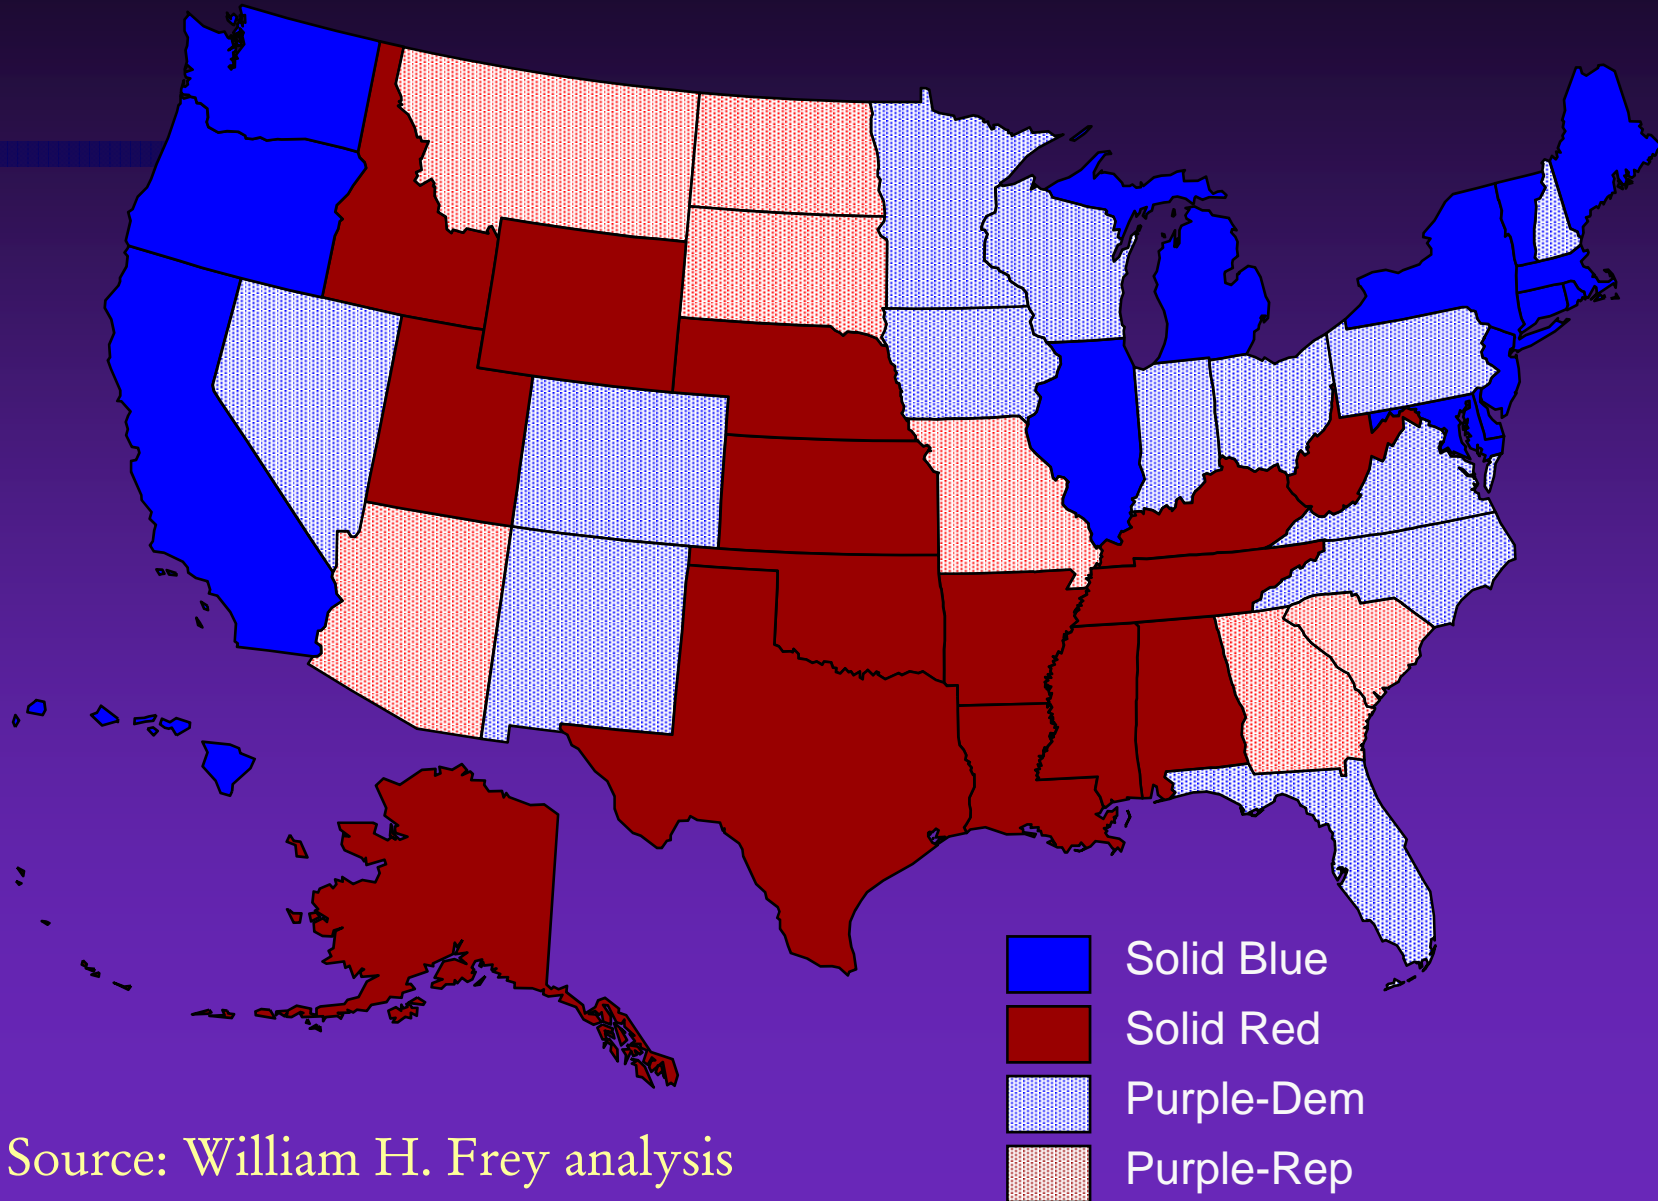 Solid Blue
Solid Red
Purple-Dem
Purple-Rep
Source: William H. Frey analysis